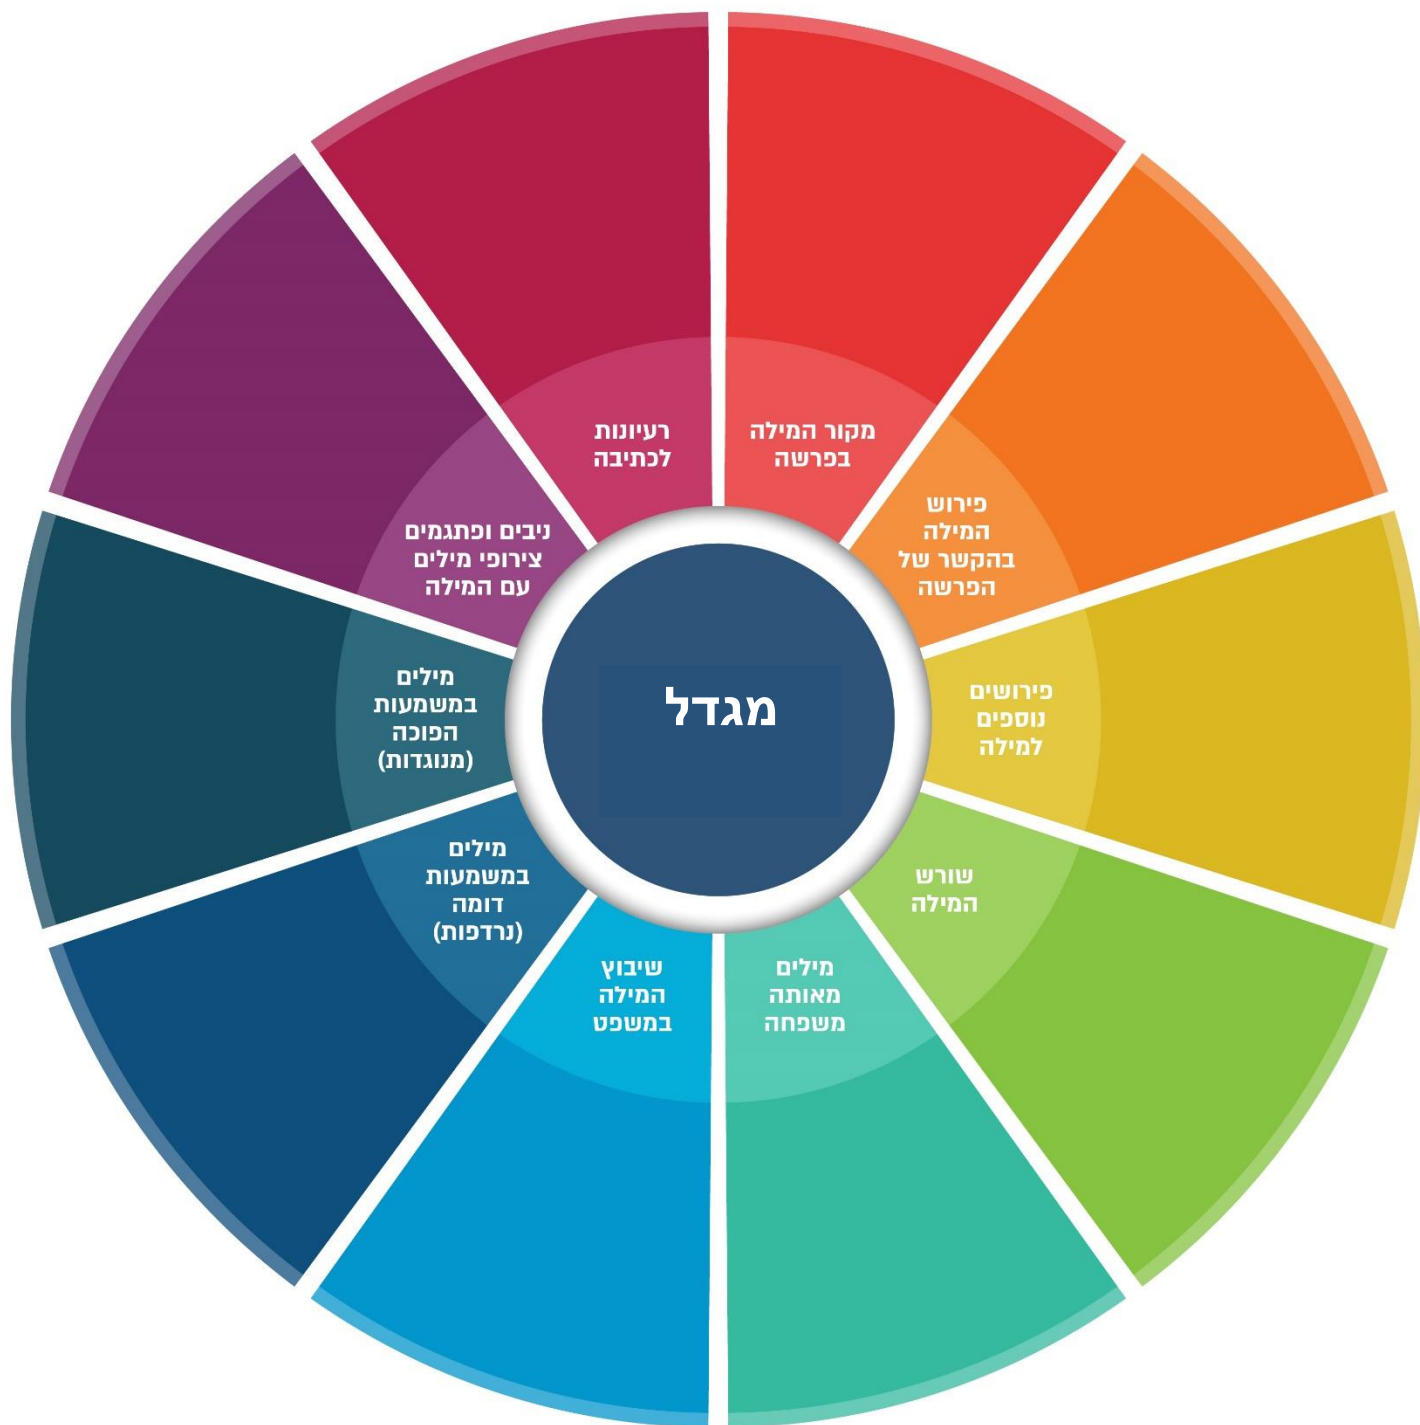 מגדל
מקור המילה
בפרשה
פירוש
המילה
בהקשר של
הפרשה
פירושים
נוספים
למילה
שורש
המילה
מילים
מאותה
משפחה
שיבוץ
המילה
במשפט
מילים
במשמעות
דומה
(נרדפות)
מילים
במשמעות
הפוכה
(מנוגדות)
ניבים ופתגמים
צירופי מילים
עם המילה
רעיונות
לכתיבה